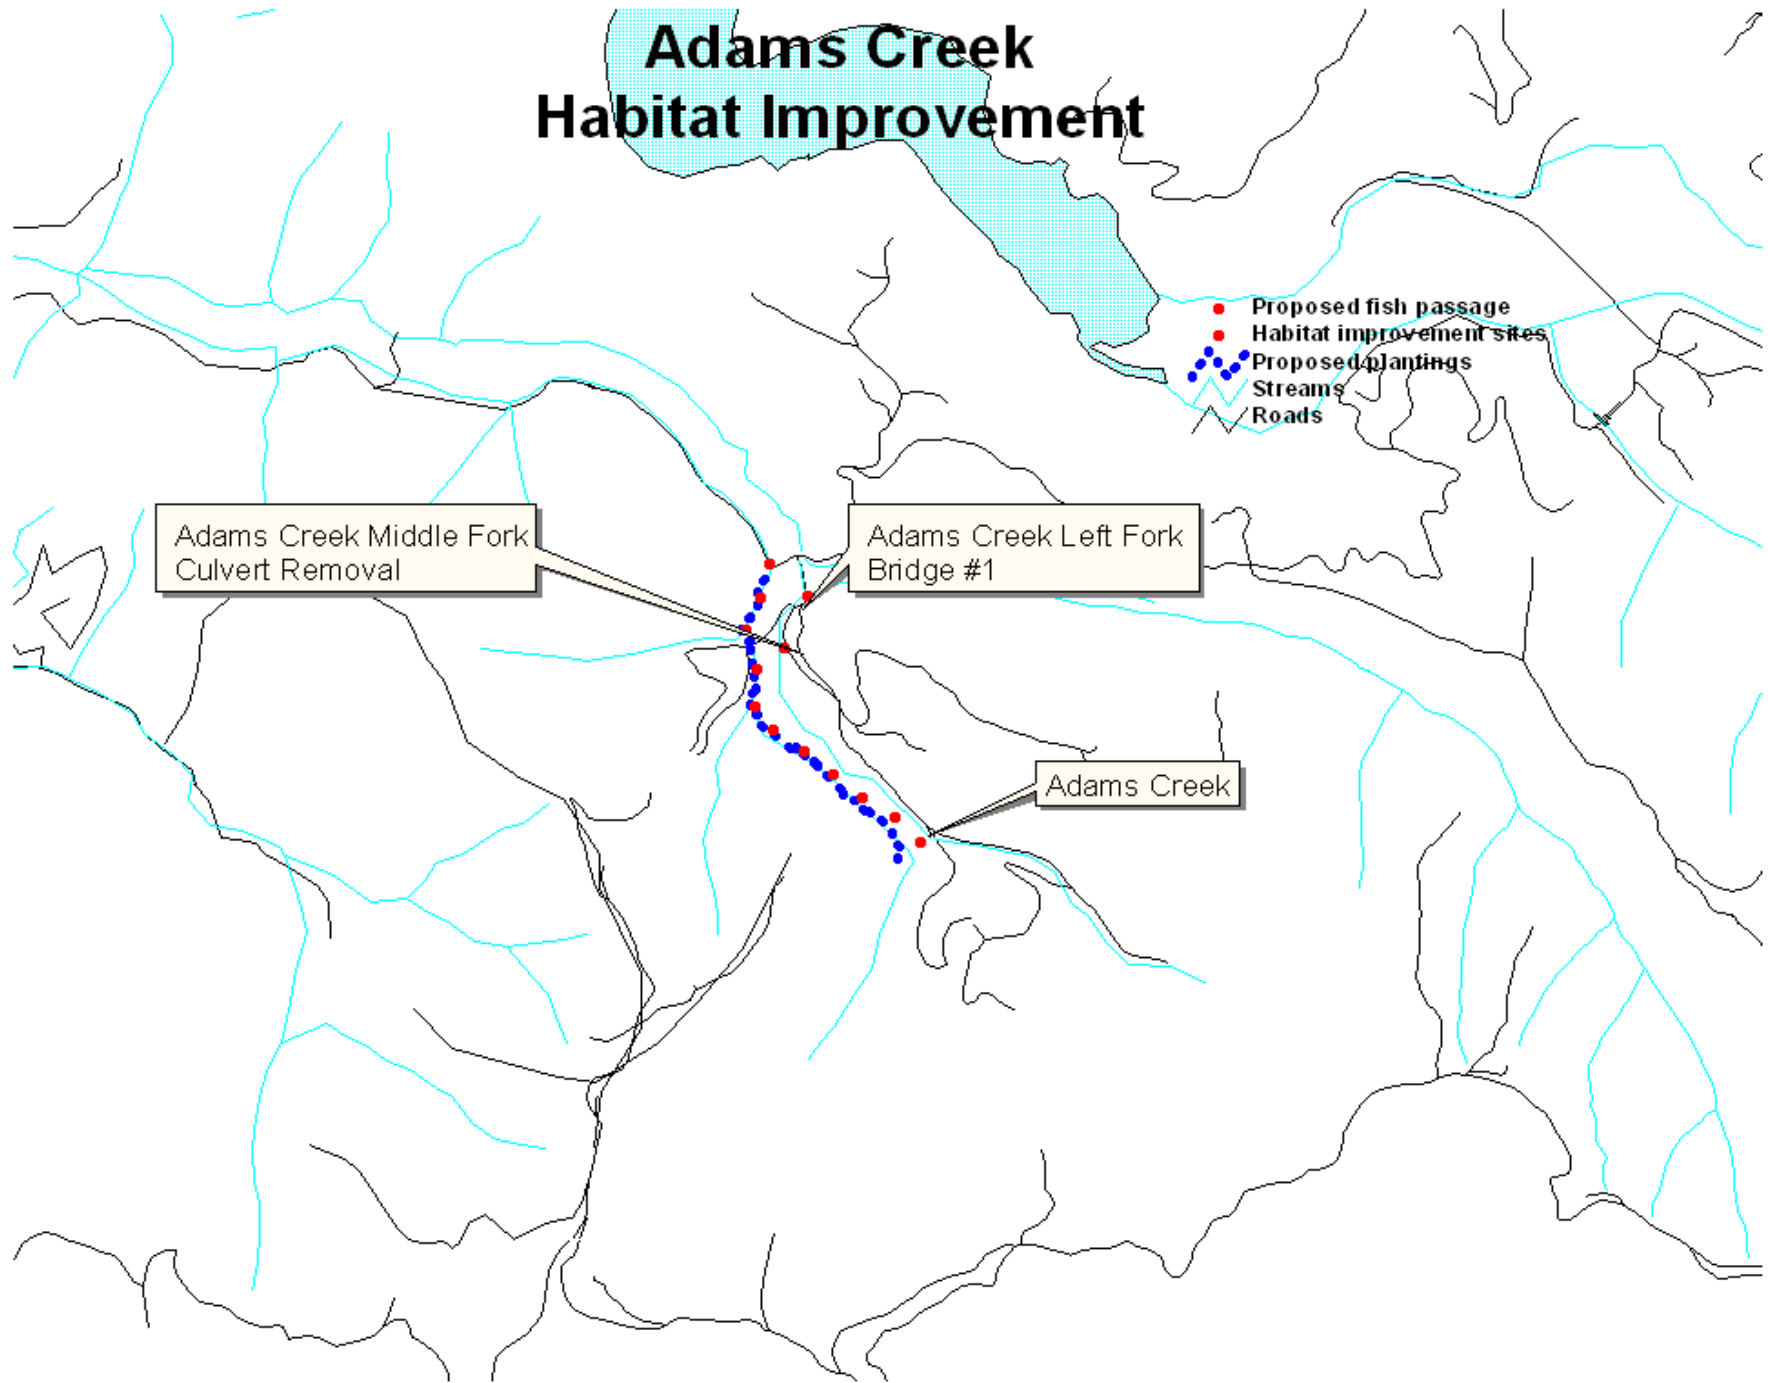 Adams Creek
Habitat Improvement
Proposed fish passage
Habitat improvement sites
Proposed plantings
Streams
Roads
Adams Creek Middle Fork
Culvert Removal
Adams Creek Left Fork
Bridge #1
Adams Creek